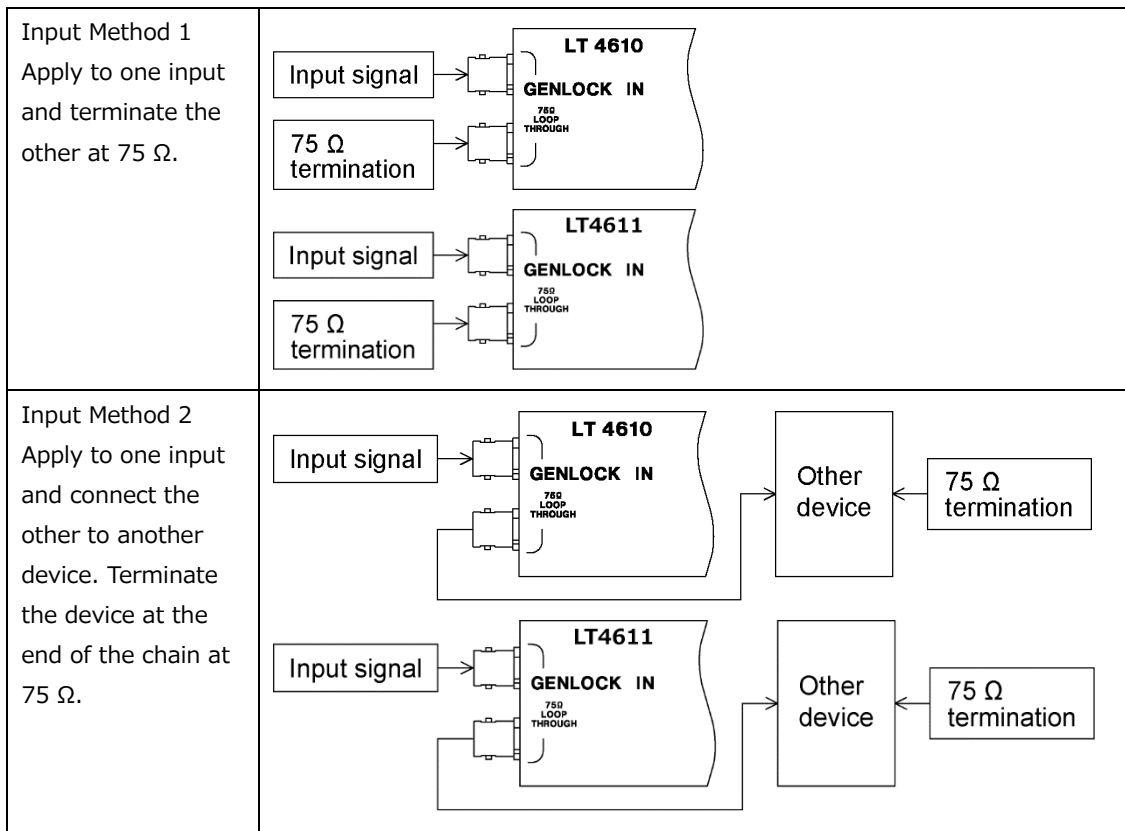 Input Method 1
Apply to one input
and terminate the
other at 75 Ω.
LT 4610
Input signal
GENLOCK IN
75Ω
LOOP
THROUGH
75 Ω
termination
LT4611
Input signal
GENLOCK IN
75Ω
LOOP
THROUGH
75 Ω
termination
Input Method 2
Apply to one input
and connect the
other to another
device. Terminate
the device at the
end of the chain at
75 Ω.
LT 4610
Input signal
GENLOCK IN
75Ω
LOOP
THROUGH
Other
device
75 Ω
termination
LT4611
Input signal
GENLOCK IN
75Ω
LOOP
THROUGH
Other
device
75 Ω
termination